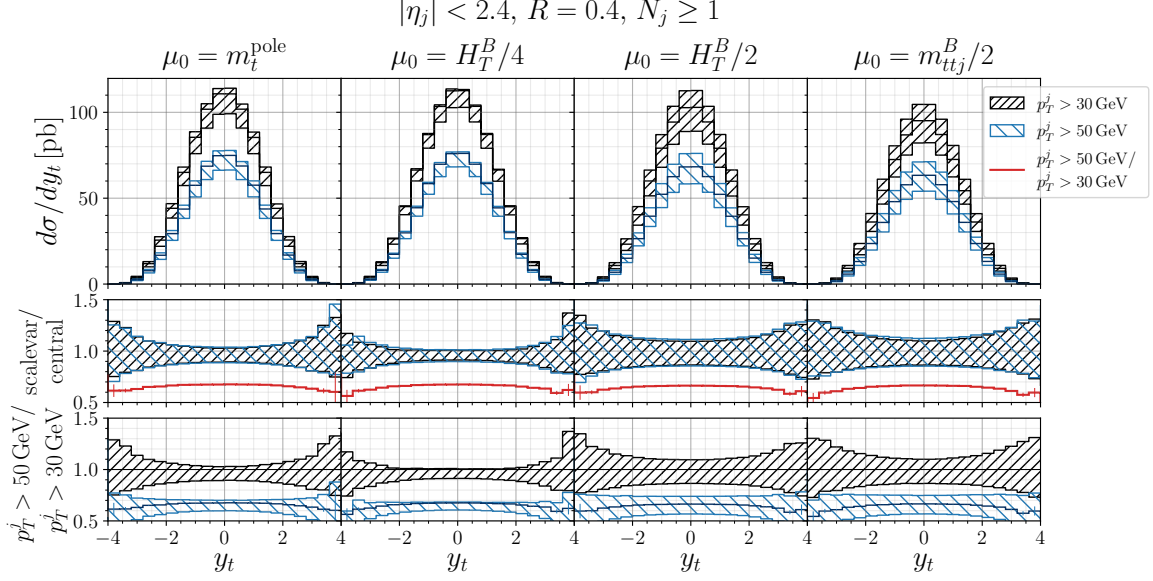 |η_j| < 2.4, R = 0.4, N_j ≥ 1
μ_0 = m_t^pole
μ_0 = H_T^B/4
μ_0 = H_T^B/2
μ_0 = m_ttj^B/2
dσ/dy_t [pb]
100
50
0
p_T^j > 30 GeV
p_T^j > 50 GeV
p_T^j > 50 GeV/
p_T^j > 30 GeV
scalevar/
central
1.5
1.0
0.5
p_T^j > 50 GeV/
p_T^j > 30 GeV
1.5
1.0
0.5
−4 −2 0 2 4 −2 0 2 4 −2 0 2 4 −2 0 2 4
y_t y_t y_t y_t